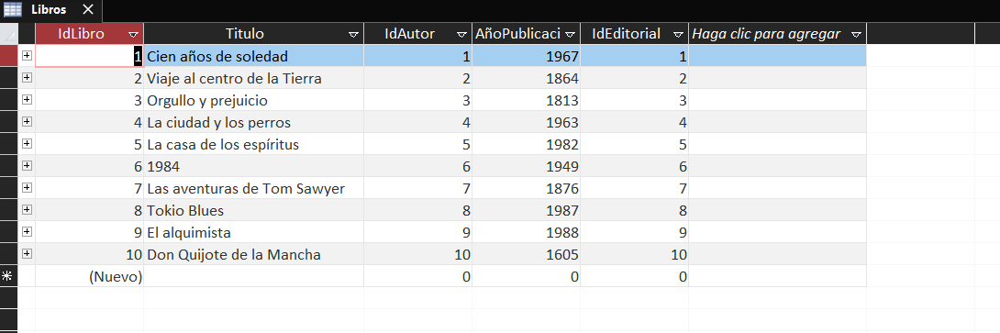 Libros
IdLibro Titulo IdAutor AñoPublicaci IdEditorial Haga clic para agregar
1 Cien años de soledad 1 1967 1
2 Viaje al centro de la Tierra 2 1864 2
3 Orgullo y prejuicio 3 1813 3
4 La ciudad y los perros 4 1963 4
5 La casa de los espíritus 5 1982 5
6 1984 6 1949 6
7 Las aventuras de Tom Sawyer 7 1876 7
8 Tokio Blues 8 1987 8
9 El alquimista 9 1988 9
10 Don Quijote de la Mancha 10 1605 10
(Nuevo) 0 0 0